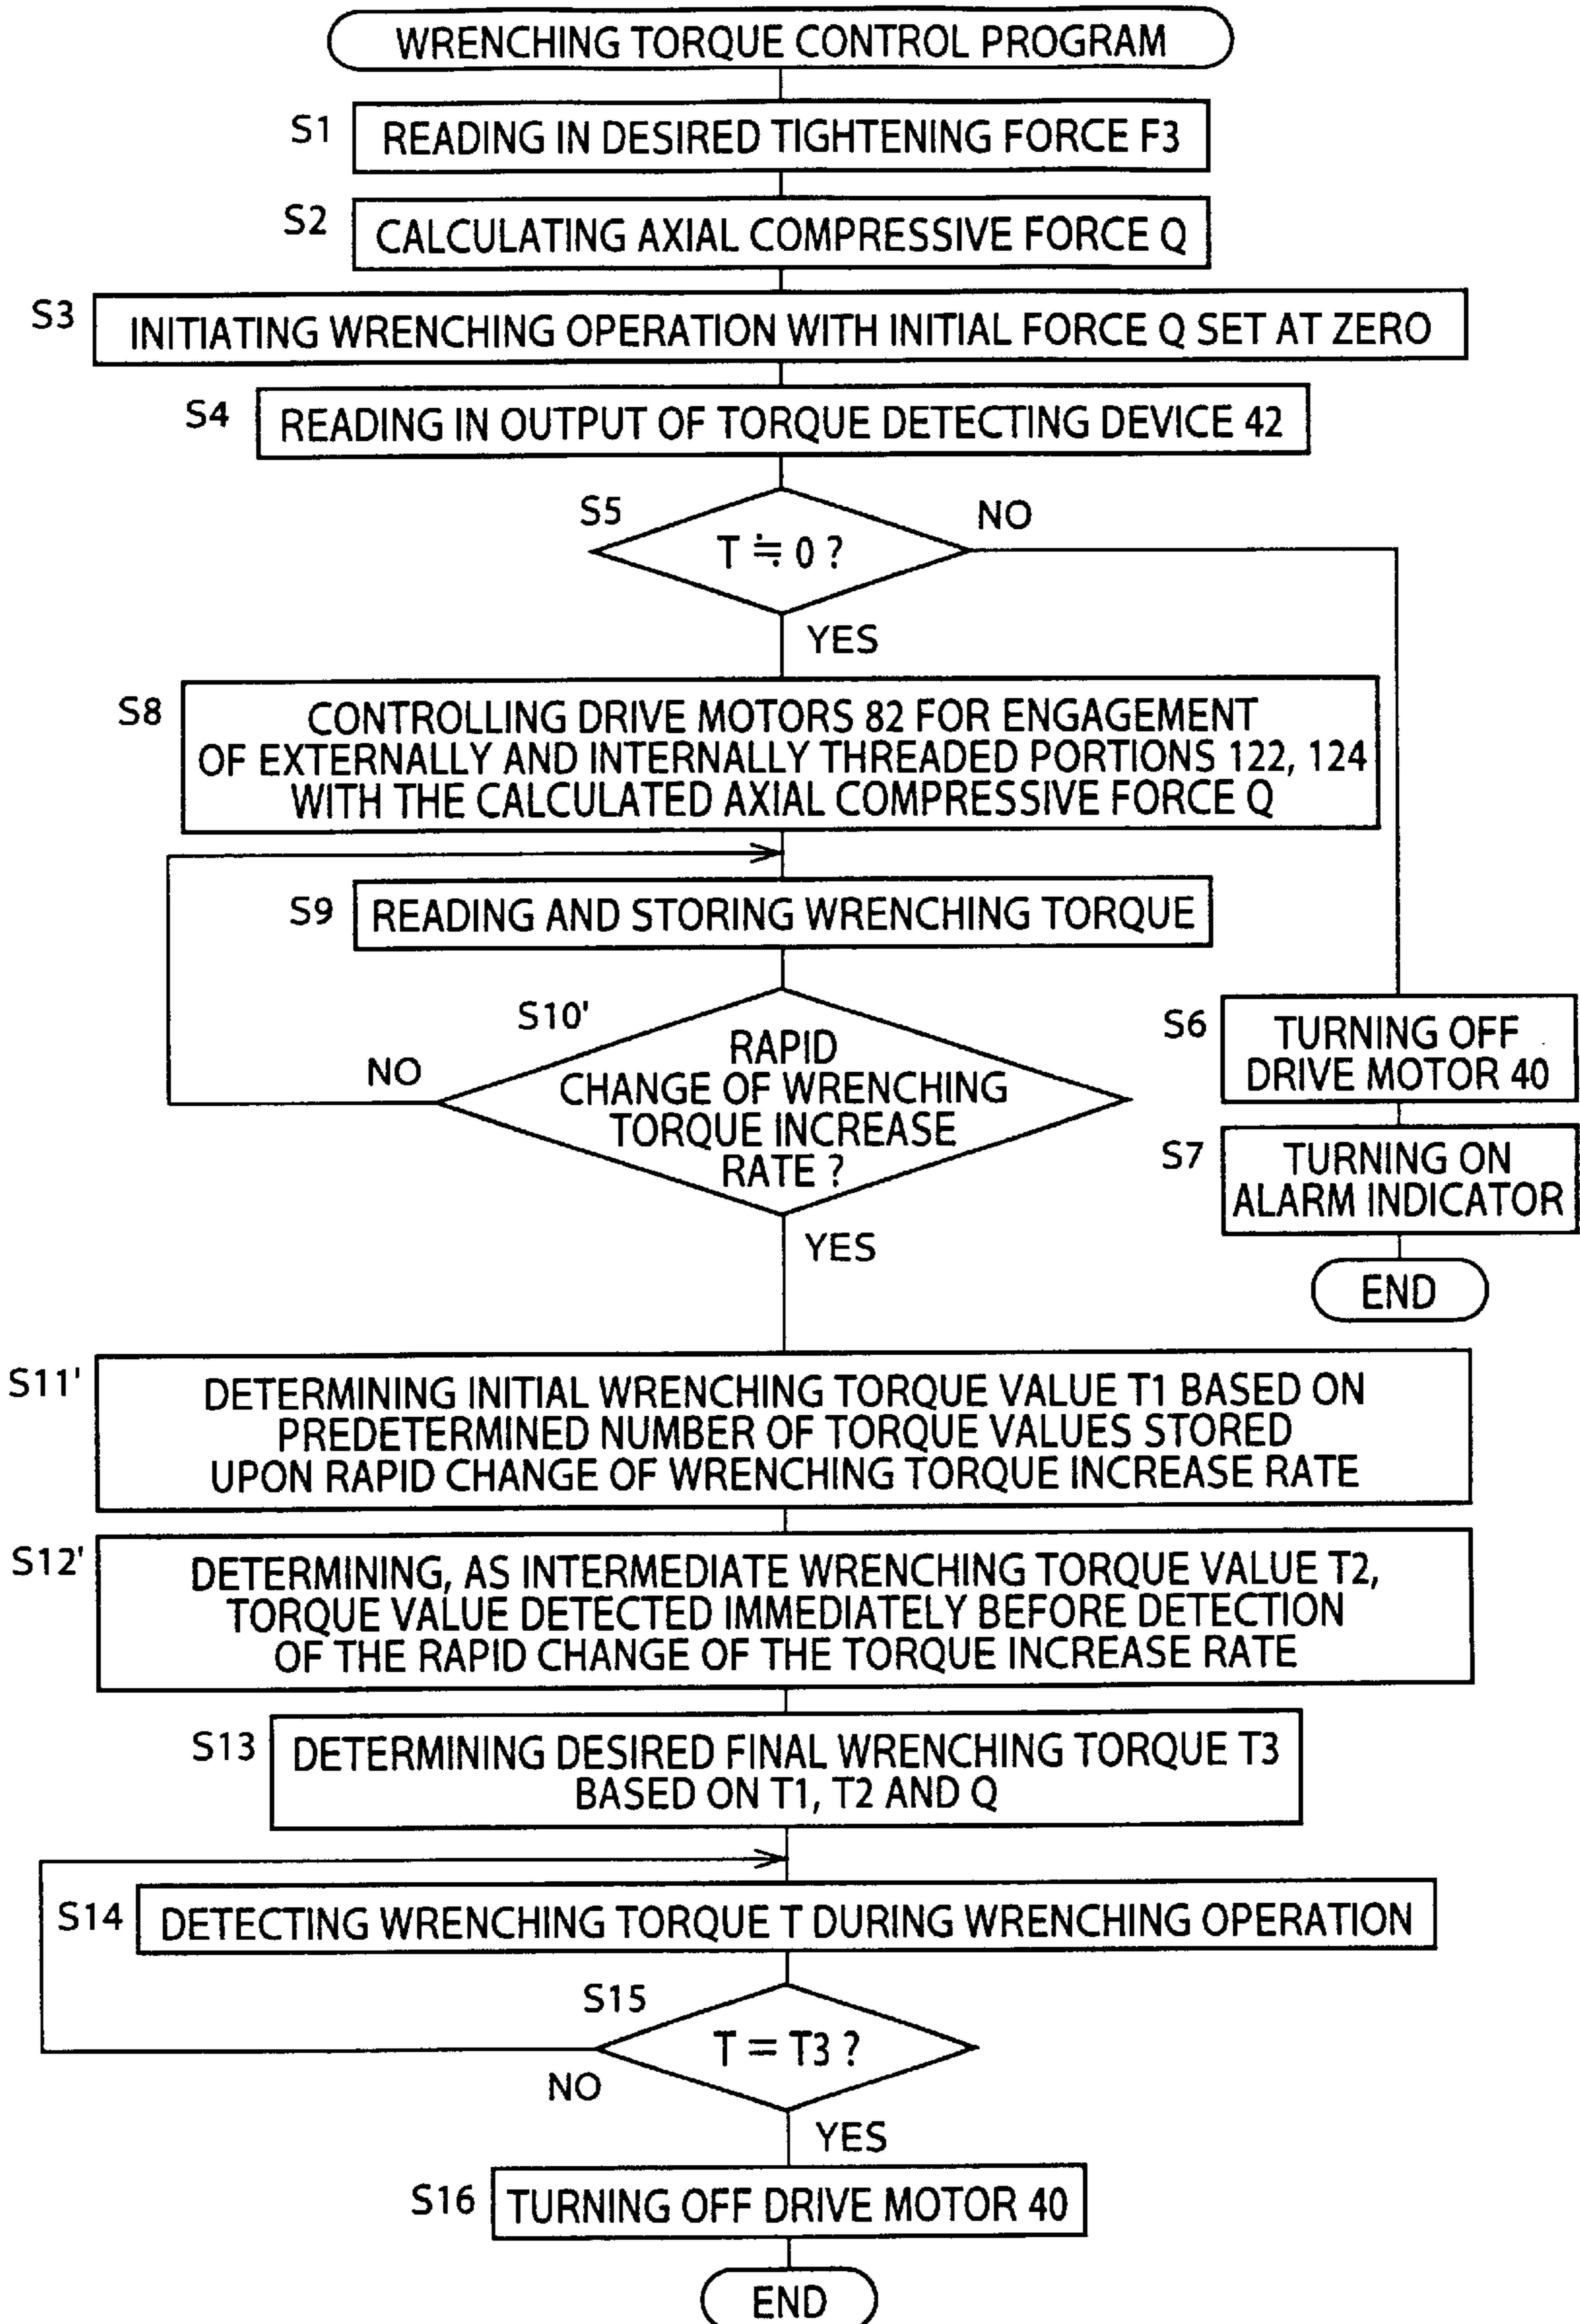 WRENCHING TORQUE CONTROL PROGRAM
S1
READING IN DESIRED TIGHTENING FORCE F3
S2
CALCULATING AXIAL COMPRESSIVE FORCE Q
S3
INITIATING WRENCHING OPERATION WITH INITIAL FORCE Q SET AT ZERO
S4
READING IN OUTPUT OF TORQUE DETECTING DEVICE 42
S5
T ≒ 0 ?
NO
YES
S8
CONTROLLING DRIVE MOTORS 82 FOR ENGAGEMENT
OF EXTERNALLY AND INTERNALLY THREADED PORTIONS 122, 124
WITH THE CALCULATED AXIAL COMPRESSIVE FORCE Q
S9
READING AND STORING WRENCHING TORQUE
S10'
RAPID
CHANGE OF WRENCHING
TORQUE INCREASE
RATE ?
NO
YES
S6
TURNING OFF
DRIVE MOTOR 40
S7
TURNING ON
ALARM INDICATOR
END
S11'
DETERMINING INITIAL WRENCHING TORQUE VALUE T1 BASED ON
PREDETERMINED NUMBER OF TORQUE VALUES STORED
UPON RAPID CHANGE OF WRENCHING TORQUE INCREASE RATE
S12'
DETERMINING, AS INTERMEDIATE WRENCHING TORQUE VALUE T2,
TORQUE VALUE DETECTED IMMEDIATELY BEFORE DETECTION
OF THE RAPID CHANGE OF THE TORQUE INCREASE RATE
S13
DETERMINING DESIRED FINAL WRENCHING TORQUE T3
BASED ON T1, T2 AND Q
S14
DETECTING WRENCHING TORQUE T DURING WRENCHING OPERATION
S15
T = T3 ?
NO
YES
S16
TURNING OFF DRIVE MOTOR 40
END